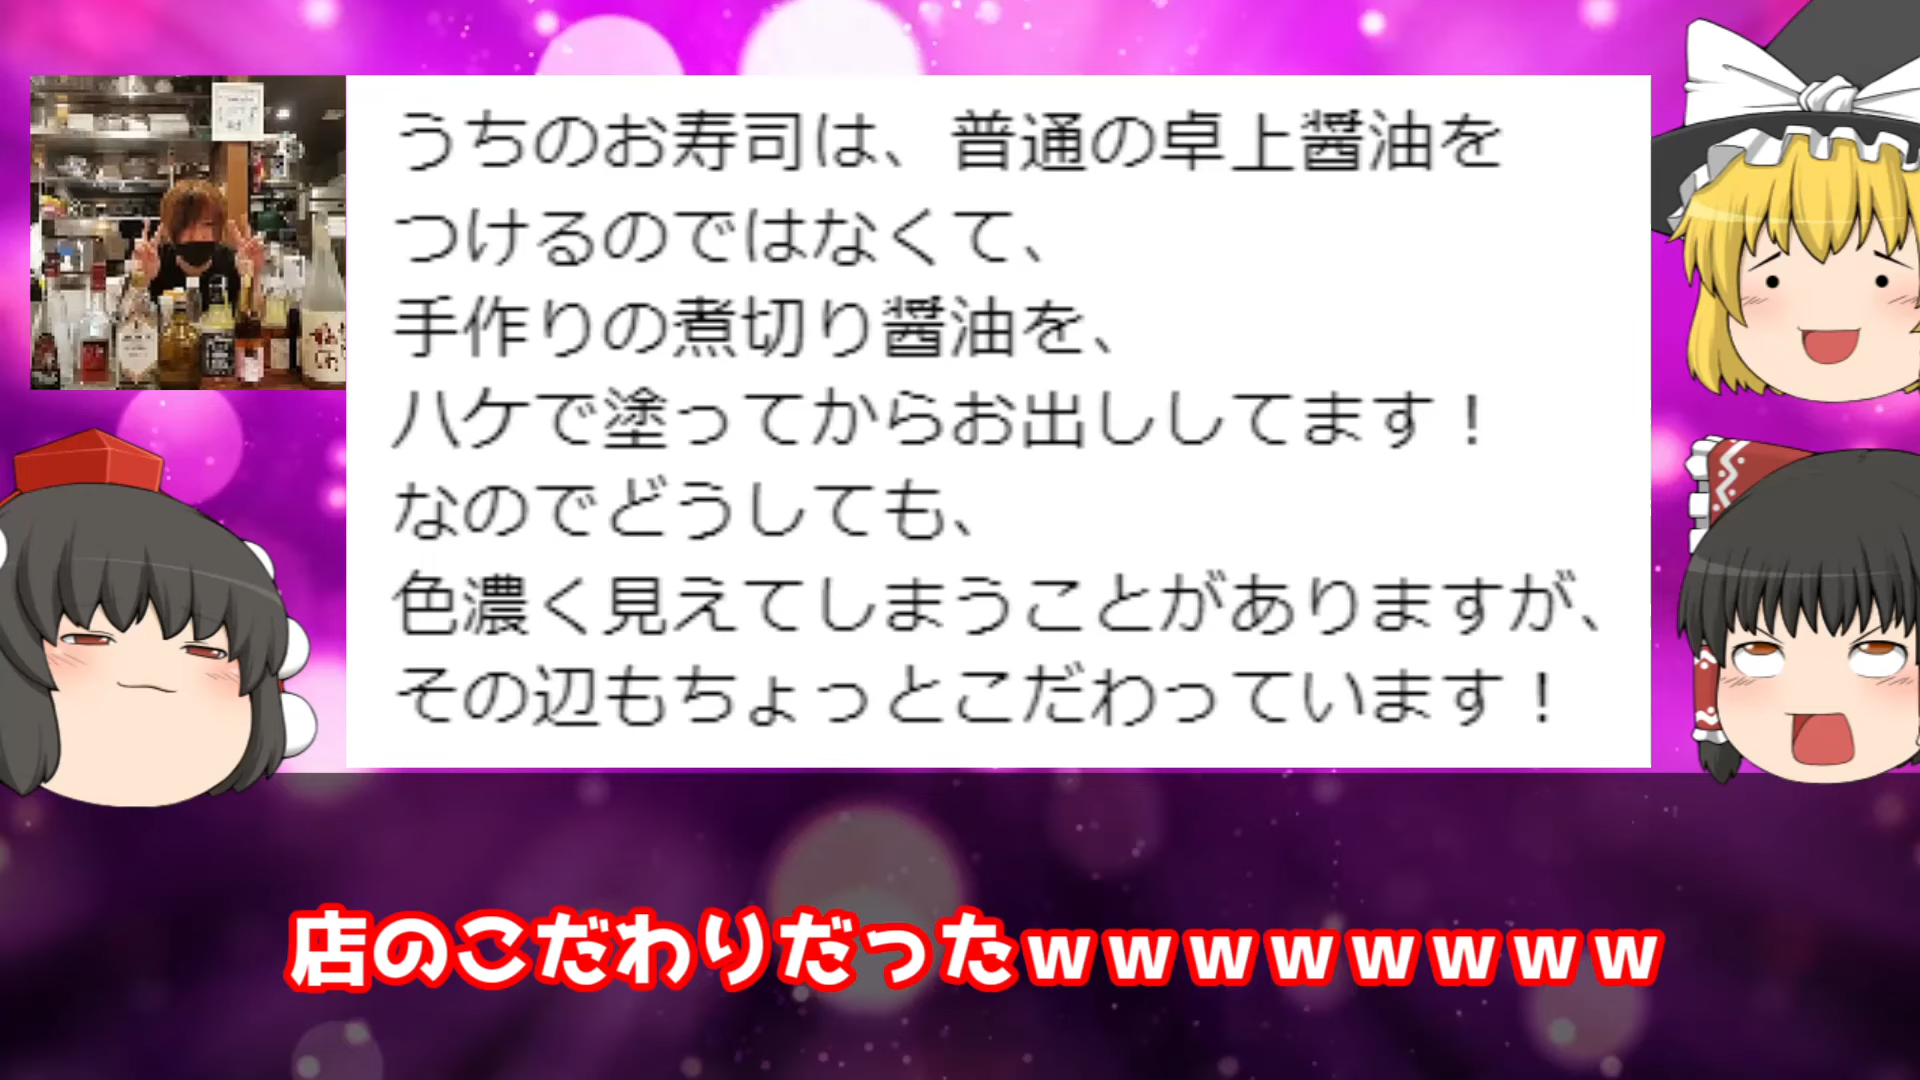 うちのお寿司は、普通の卓上醤油を
つけるのではなくて、
手作りの煮切り醤油を、
ハケで塗ってからお出ししてます！
なのでどうしても、
色濃く見えてしまうことがありますが、
その辺もちょっとこだわっています！
店のこだわりだったｗｗｗｗｗｗｗｗ